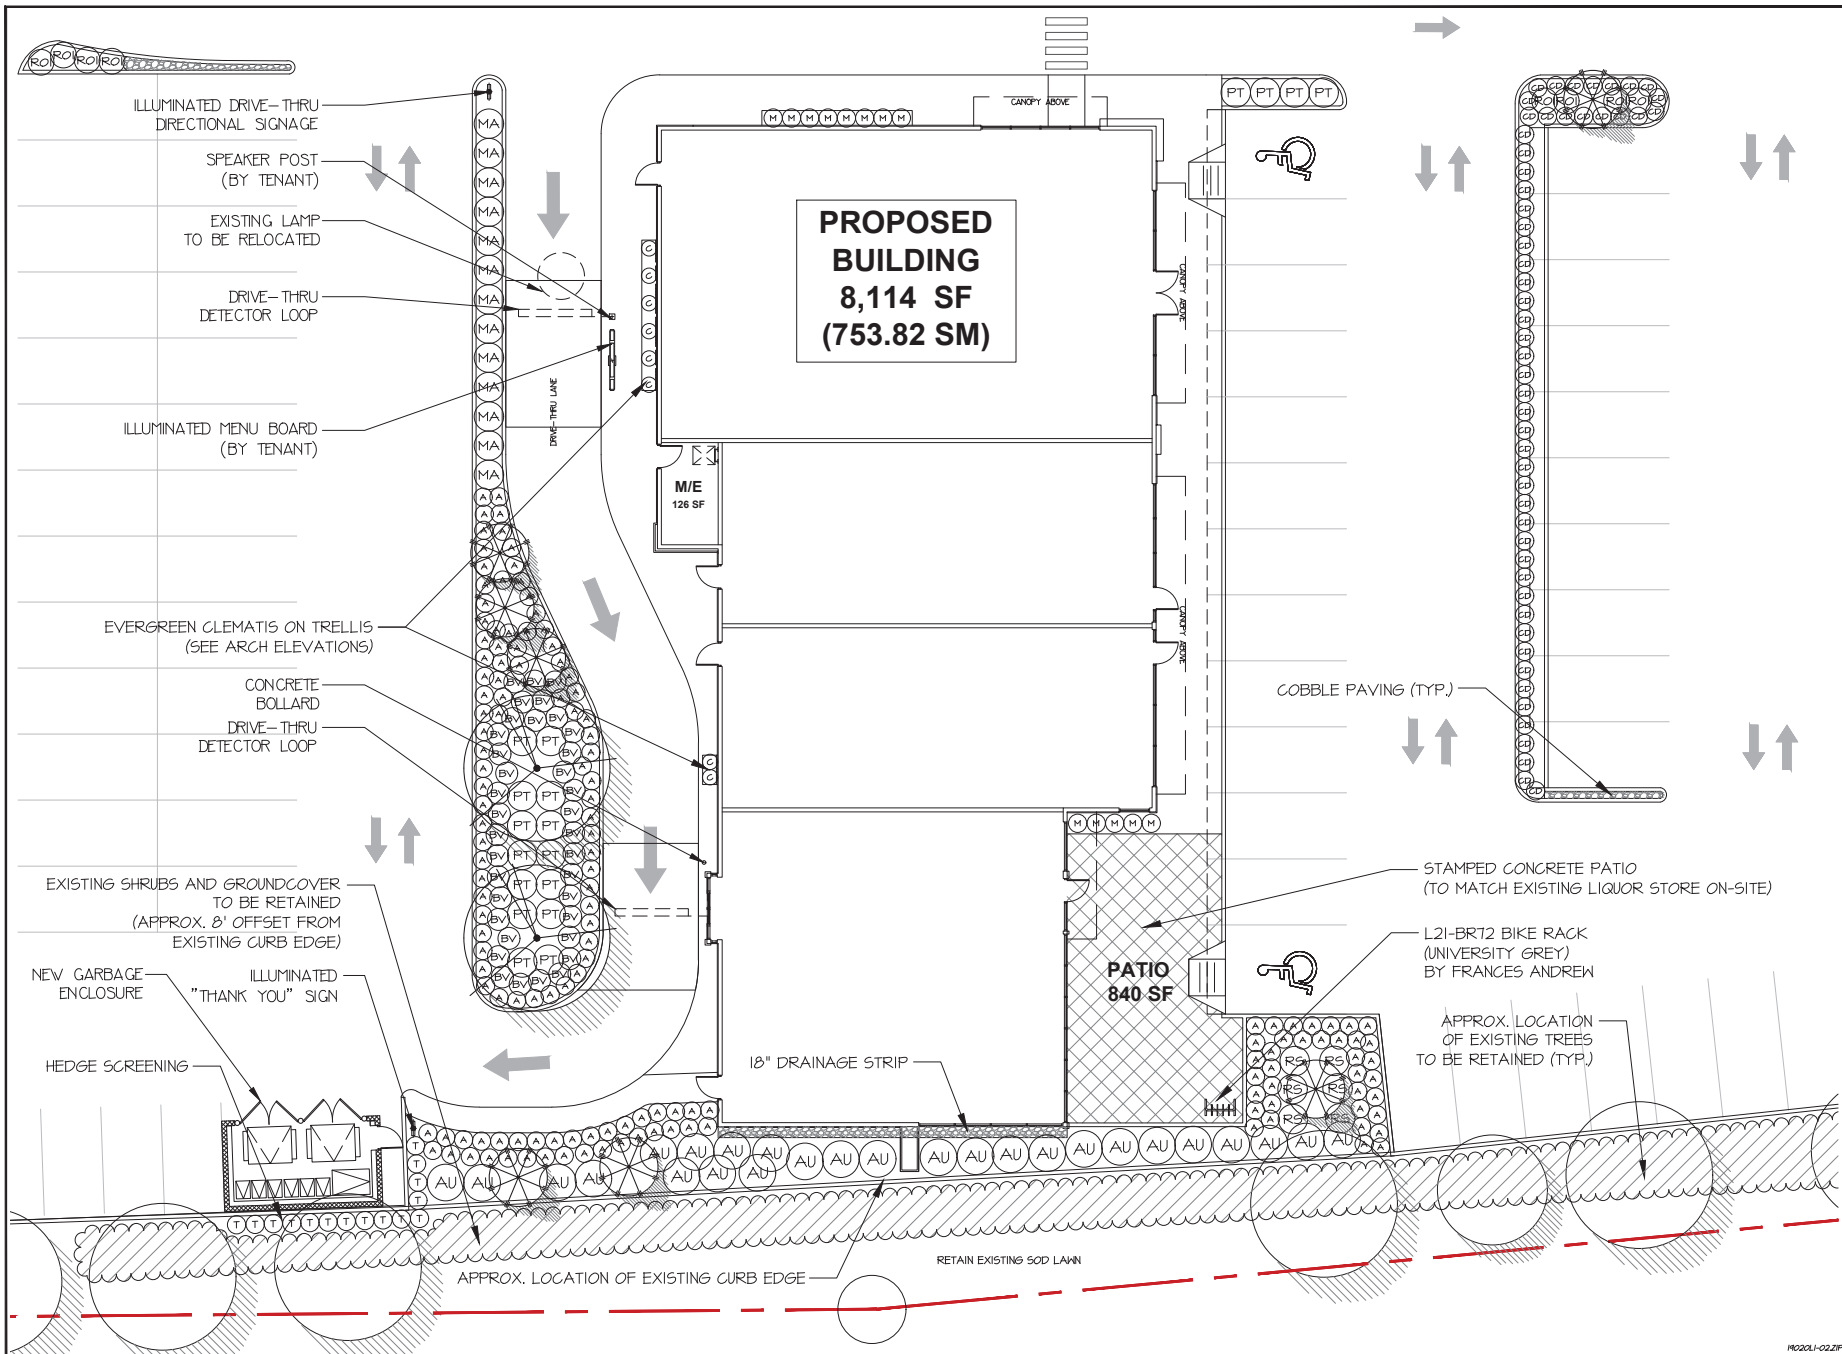 ILLUMINATED DRIVE-THRU
DIRECTIONAL SIGNAGE
SPEAKER POST
(BY TENANT)
EXISTING LAMP
TO BE RELOCATED
DRIVE-THRU
DETECTOR LOOP
ILLUMINATED MENU BOARD
(BY TENANT)
EVERGREEN CLEMATIS ON TRELLIS
(SEE ARCH ELEVATIONS)
CONCRETE
BOLLARD
DRIVE-THRU
DETECTOR LOOP
EXISTING SHRUBS AND GROUNDCOVER
TO BE RETAINED
(APPROX. 8' OFFSET FROM
EXISTING CURB EDGE)
NEW GARBAGE
ENCLOSURE
ILLUMINATED
"THANK YOU" SIGN
HEDGE SCREENING
DRIVE-THRU LANE
CANOPY ABOVE
PROPOSED
BUILDING
8,114 SF
(753.82 SM)
M/E
126 SF
CANOPY ABOVE
CANOPY ABOVE
PT PT PT PT
M M M M M M M M
M M M M M
COBBLE PAVING (TYP.)
STAMPED CONCRETE PATIO
(TO MATCH EXISTING LIQUOR STORE ON-SITE)
L21-BR72 BIKE RACK
(UNIVERSITY GREY)
BY FRANCES ANDREW
PATIO
840 SF
APPROX. LOCATION
OF EXISTING TREES
TO BE RETAINED (TYP.)
18" DRAINAGE STRIP
APPROX. LOCATION OF EXISTING CURB EDGE
RETAIN EXISTING SOD LAWN